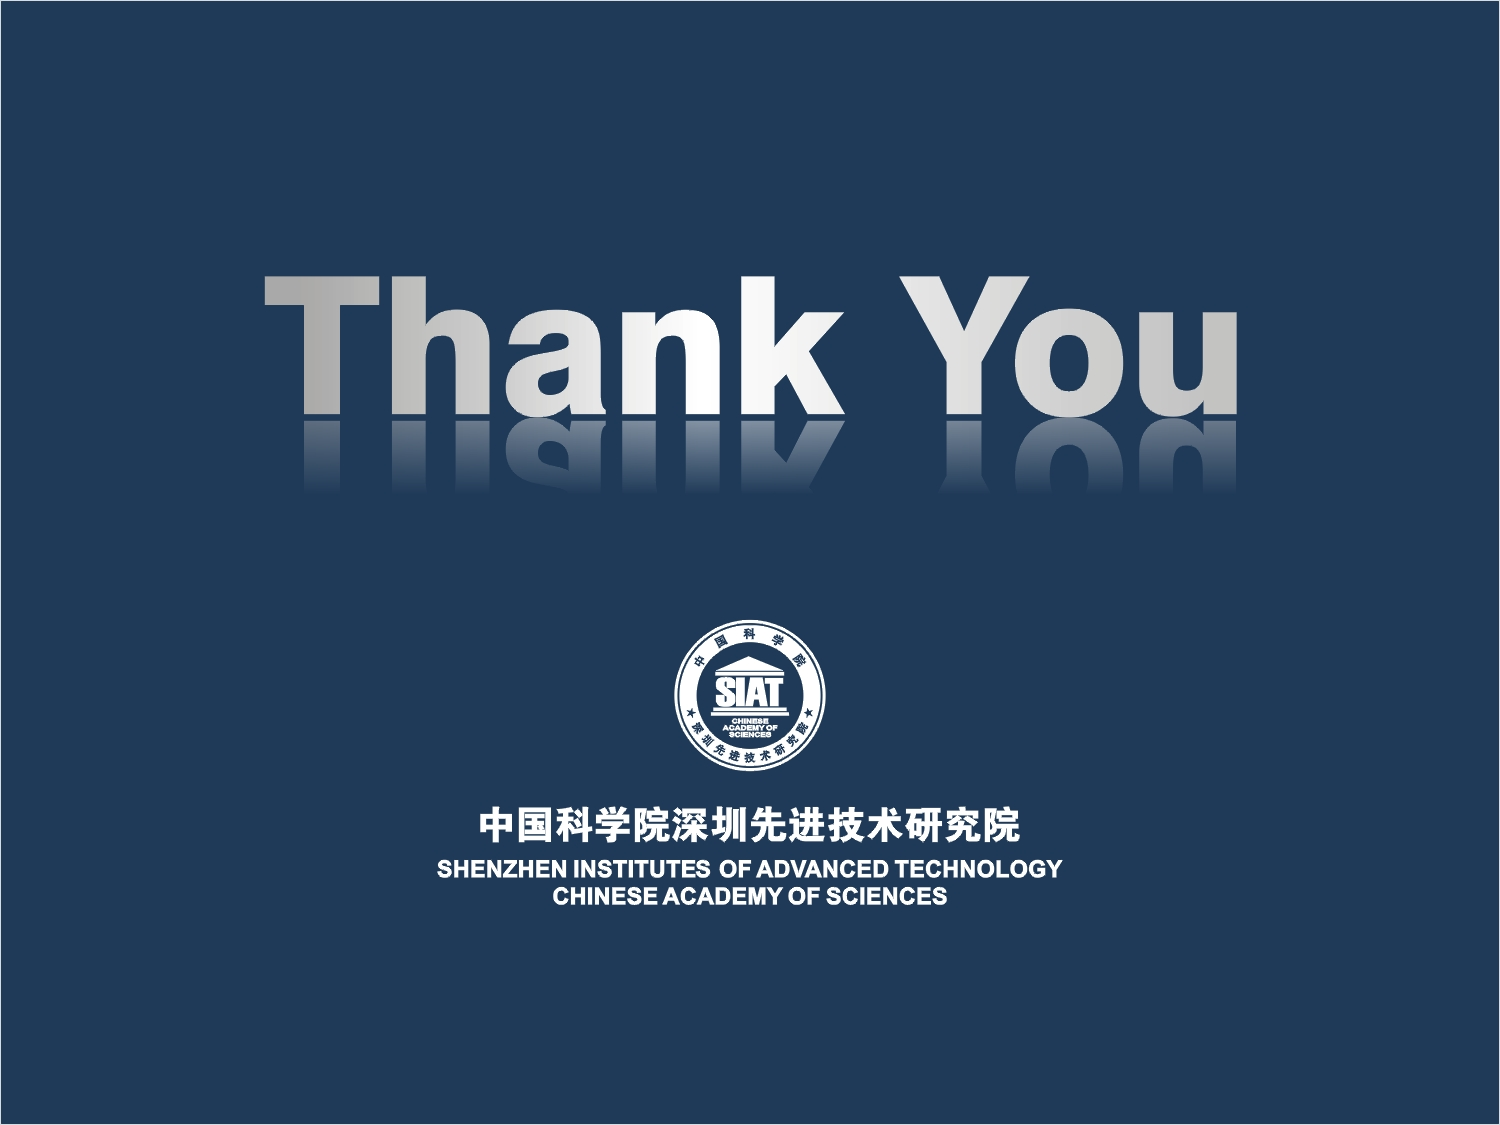 Thank You
中国科学院
SIAT
CHINESE
ACADEMY OF
SCIENCES
★深圳先进技术研究院★
中国科学院深圳先进技术研究院
SHENZHEN INSTITUTES OF ADVANCED TECHNOLOGY
CHINESE ACADEMY OF SCIENCES